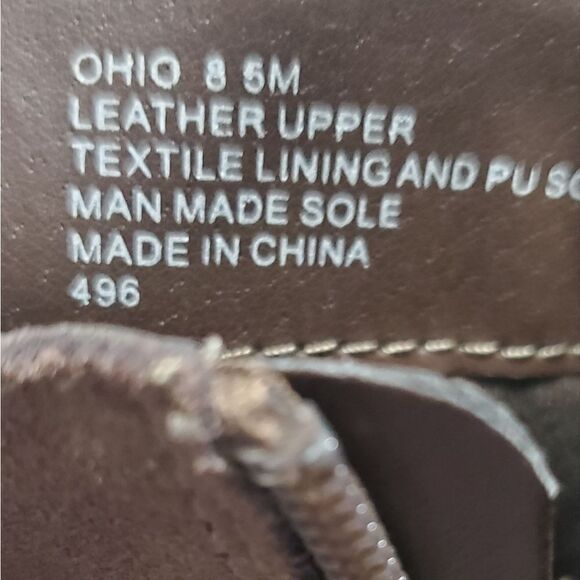 OHIO 8 5M
LEATHER UPPER
TEXTILE LINING AND PU
MAN MADE SOLE
MADE IN CHINA
496